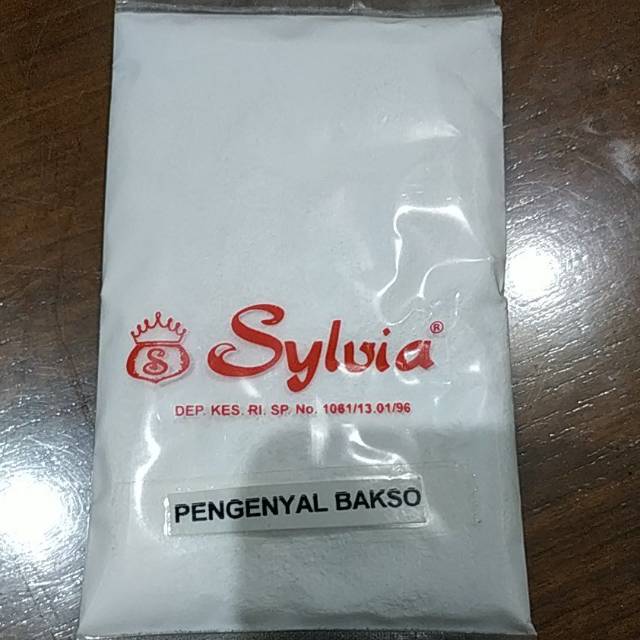 S
Sylvia®
DEP. KES. RI. SP. No. 1061/13.01/96
PENGENYAL BAKSO